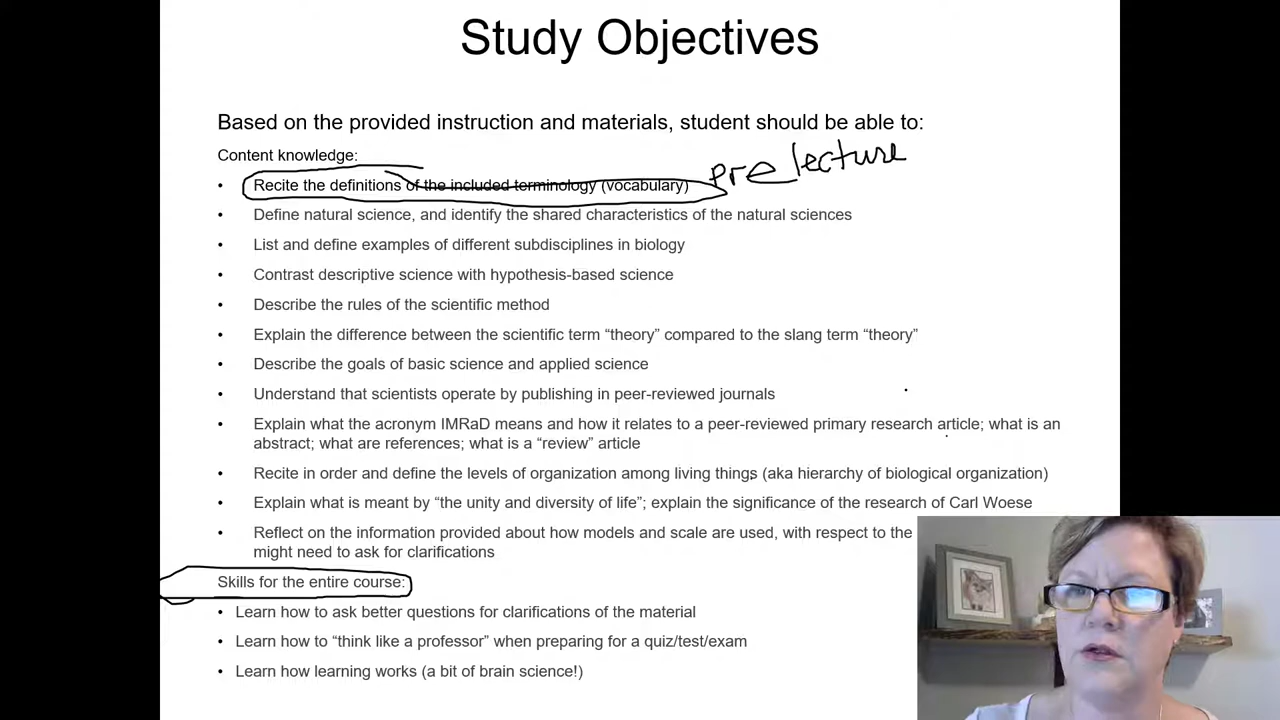 Study Objectives
Based on the provided instruction and materials, student should be able to:
Content knowledge:
prelecture
• Recite the definitions of the included terminology (vocabulary)
• Define natural science, and identify the shared characteristics of the natural sciences
• List and define examples of different subdisciplines in biology
• Contrast descriptive science with hypothesis-based science
• Describe the rules of the scientific method
• Explain the difference between the scientific term “theory” compared to the slang term “theory”
• Describe the goals of basic science and applied science
• Understand that scientists operate by publishing in peer-reviewed journals
• Explain what the acronym IMRaD means and how it relates to a peer-reviewed primary research article; what is an
abstract; what are references; what is a “review” article
• Recite in order and define the levels of organization among living things (aka hierarchy of biological organization)
• Explain what is meant by “the unity and diversity of life”; explain the significance of the research of Carl Woese
• Reflect on the information provided about how models and scale are used, with respect to the
might need to ask for clarifications
Skills for the entire course:
• Learn how to ask better questions for clarifications of the material
• Learn how to “think like a professor” when preparing for a quiz/test/exam
• Learn how learning works (a bit of brain science!)